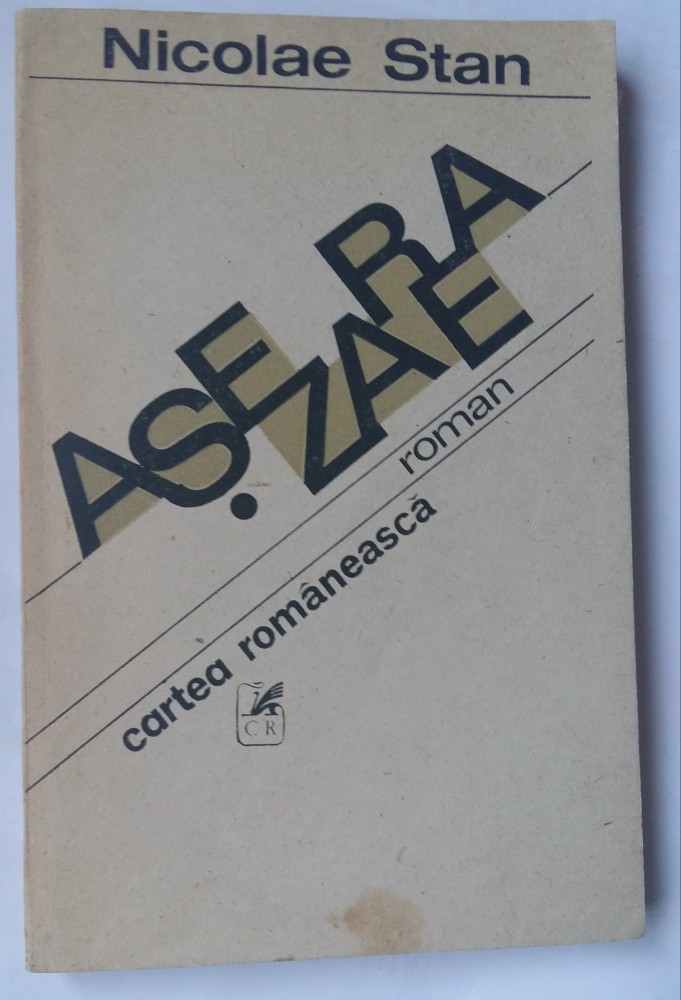 Nicolae Stan
AȘEZAREA
roman
cartea românească
CR